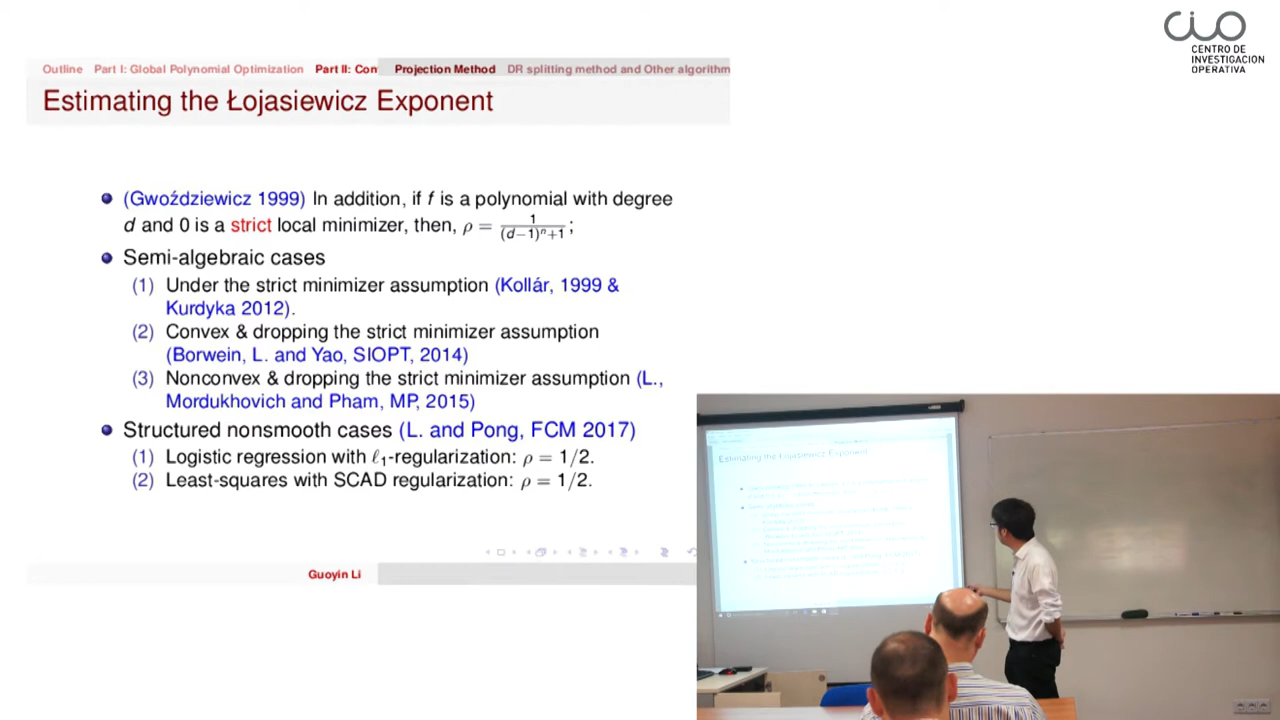 CENTRO DE
INVESTIGACION
OPERATIVA
Outline Part I: Global Polynomial Optimization Part II: Con Projection Method DR splitting method and Other algorithm
Estimating the Łojasiewicz Exponent
(Gwoździewicz 1999) In addition, if f is a polynomial with degree
d and 0 is a strict local minimizer, then, ρ = 1/((d−1)ⁿ+1);
Semi-algebraic cases
(1) Under the strict minimizer assumption (Kollár, 1999 &
Kurdyka 2012).
(2) Convex & dropping the strict minimizer assumption
(Borwein, L. and Yao, SIOPT, 2014)
(3) Nonconvex & dropping the strict minimizer assumption (L.,
Mordukhovich and Pham, MP, 2015)
Structured nonsmooth cases (L. and Pong, FCM 2017)
(1) Logistic regression with ℓ₁-regularization: ρ = 1/2.
(2) Least-squares with SCAD regularization: ρ = 1/2.
Guoyin Li
Estimating the Łojasiewicz Exponent